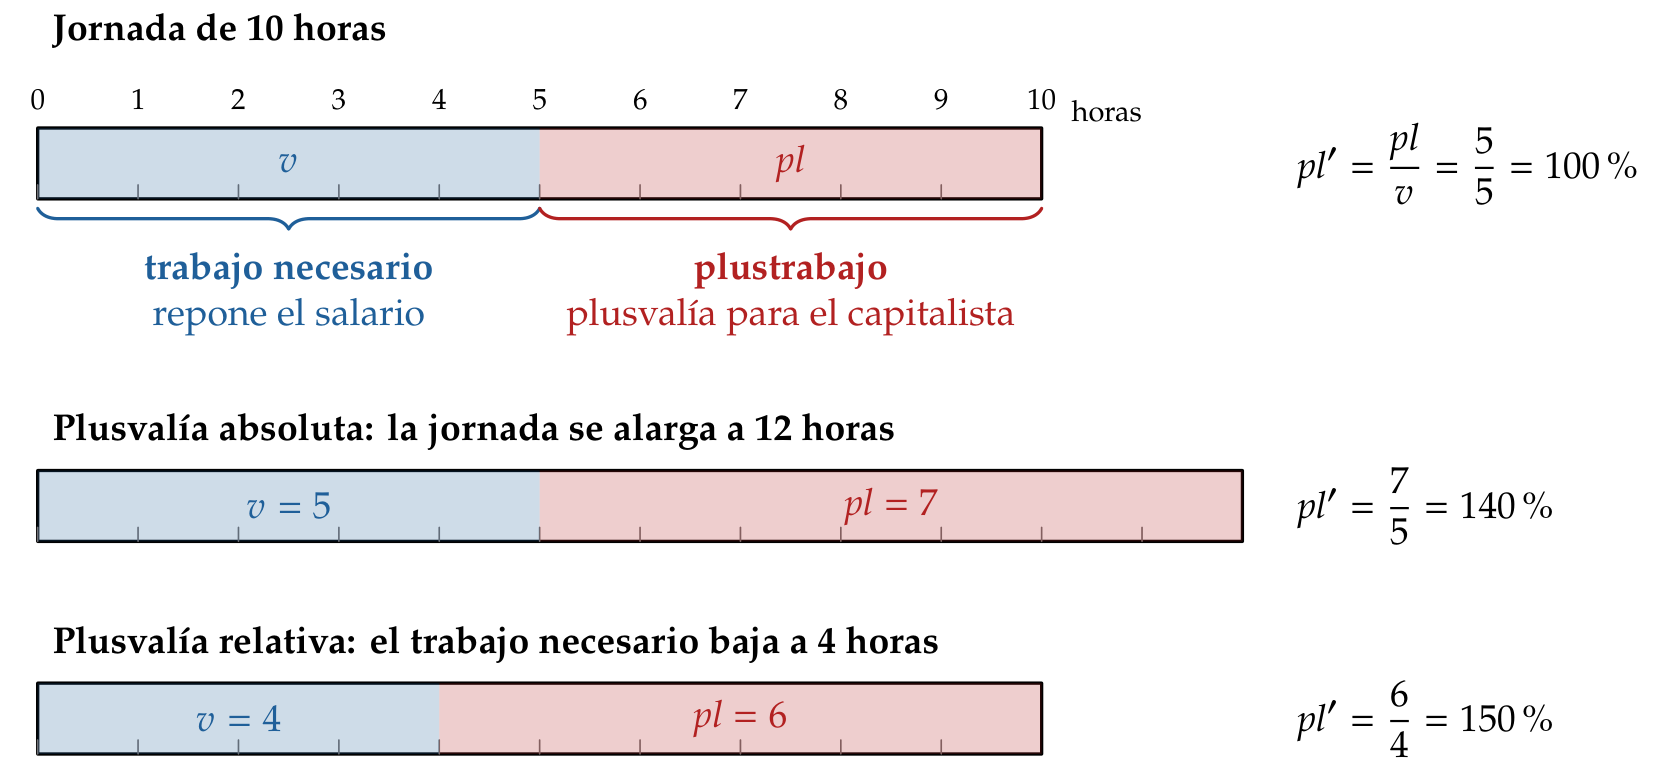 Jornada de 10 horas
0 1 2 3 4 5 6 7 8 9 10 horas
v pl
pl′ = pl/v = 5/5 = 100 %
trabajo necesario plustrabajo
repone el salario plusvalía para el capitalista
Plusvalía absoluta: la jornada se alarga a 12 horas
v = 5 pl = 7
pl′ = 7/5 = 140 %
Plusvalía relativa: el trabajo necesario baja a 4 horas
v = 4 pl = 6
pl′ = 6/4 = 150 %